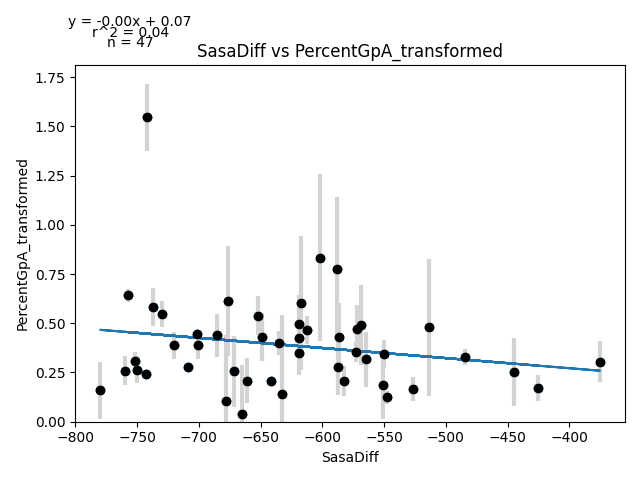 y = -0.00x + 0.07
r^2 = 0.04
n = 47
SasaDiff vs PercentGpA_transformed
PercentGpA_transformed
1.75
1.50
1.25
1.00
0.75
0.50
0.25
0.00
−800
−750
−700
−650
−600
−550
−500
−450
−400
SasaDiff